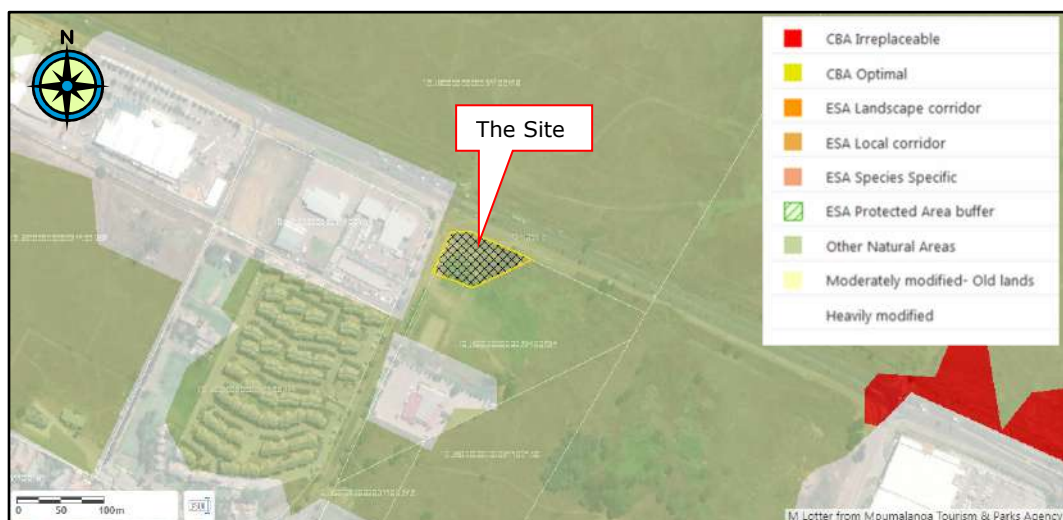 N
The Site
CBA Irreplaceable
CBA Optimal
ESA Landscape corridor
ESA Local corridor
ESA Species Specific
ESA Protected Area buffer
Other Natural Areas
Moderately modified- Old lands
Heavily modified
0 50 100m
M Lotter from Mpumalanga Tourism & Parks Agency